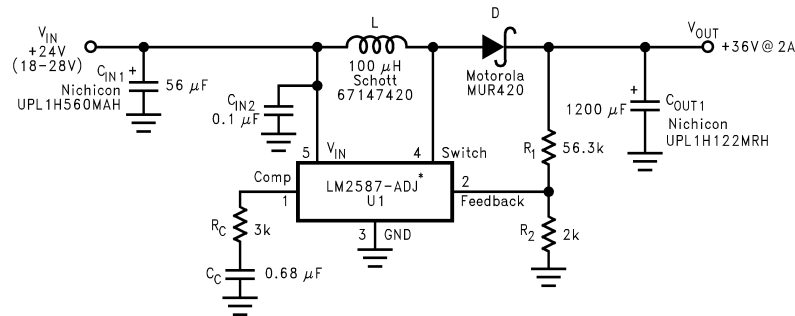 V_IN
+24V
(18-28V)
C_IN1 +
Nichicon
UPL1H560MAH
56 μF
L
100 μH
Schott
67147420
D
Motorola
MUR420
V_OUT
+36V @ 2A
C_IN2
0.1 μF
1200 μF
+
C_OUT1
Nichicon
UPL1H122MRH
R_1
56.3k
5
V_IN
4
Switch
Comp
1
LM2587-ADJ*
U1
2
Feedback
R_C
3k
3
GND
R_2
2k
C_C
0.68 μF